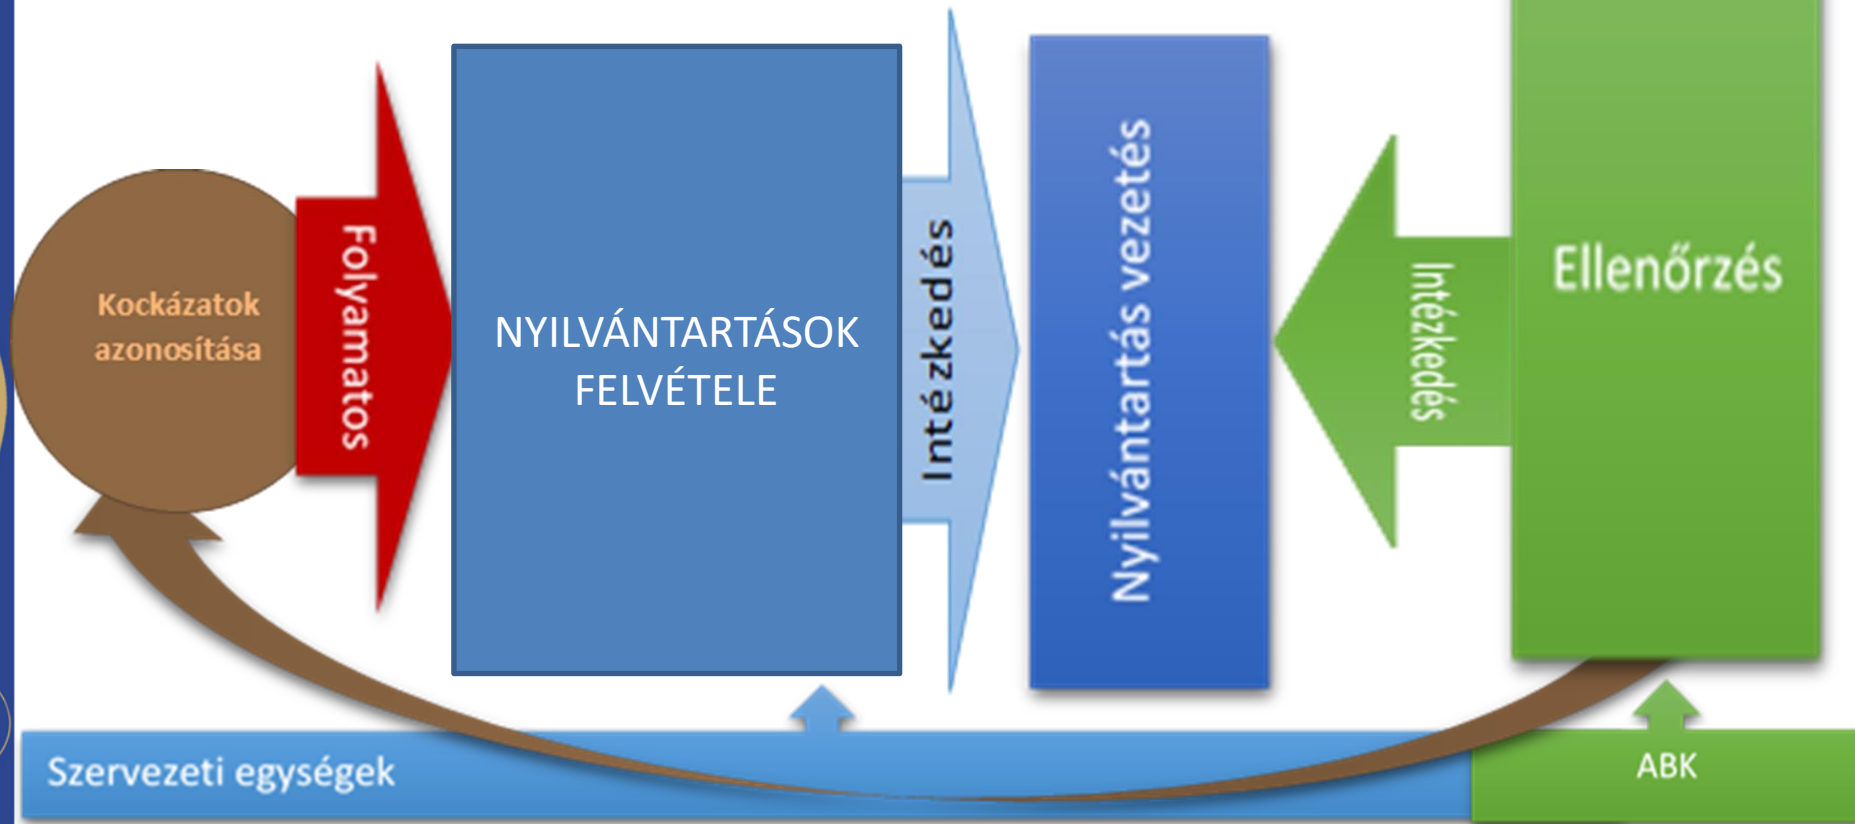 Kockázatok
azonosítása
Folyamatos
NYILVÁNTARTÁSOK
FELVÉTELE
Intézkedés
Nyilvántartás vezetés
Intézkedés
Ellenőrzés
Szervezeti egységek
ABK